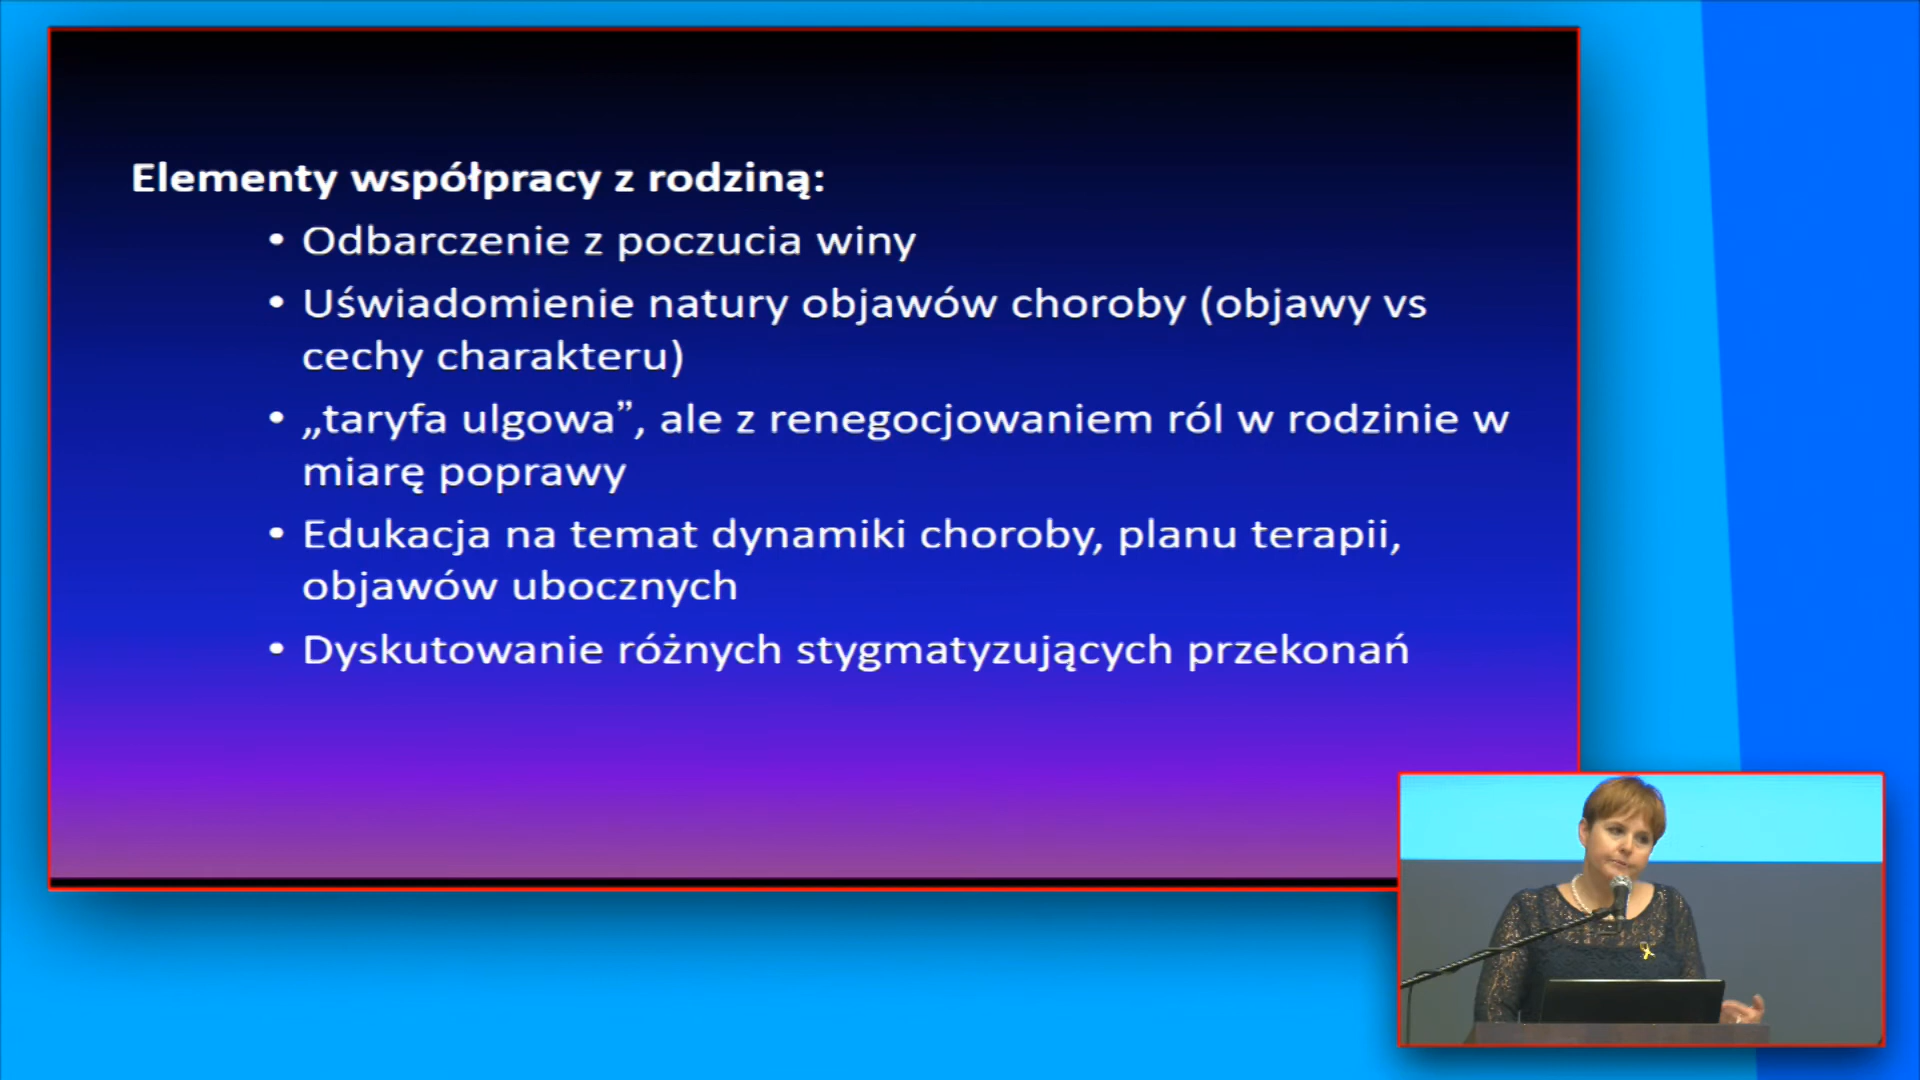 Elementy współpracy z rodziną:
• Odbarczenie z poczucia winy
• Uświadomienie natury objawów choroby (objawy vs
cechy charakteru)
• „taryfa ulgowa”, ale z renegocjowaniem ról w rodzinie w
miarę poprawy
• Edukacja na temat dynamiki choroby, planu terapii,
objawów ubocznych
• Dyskutowanie różnych stygmatyzujących przekonań